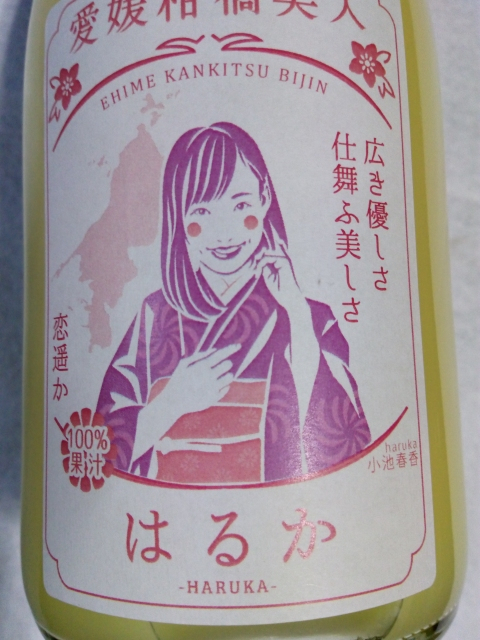 愛媛柑橘美人
EHIME KANKITSU BIJIN
広き優しさ
仕舞ふ美しさ
恋遥か
100%
果汁
haruka
小池春香
はるか
-HARUKA-